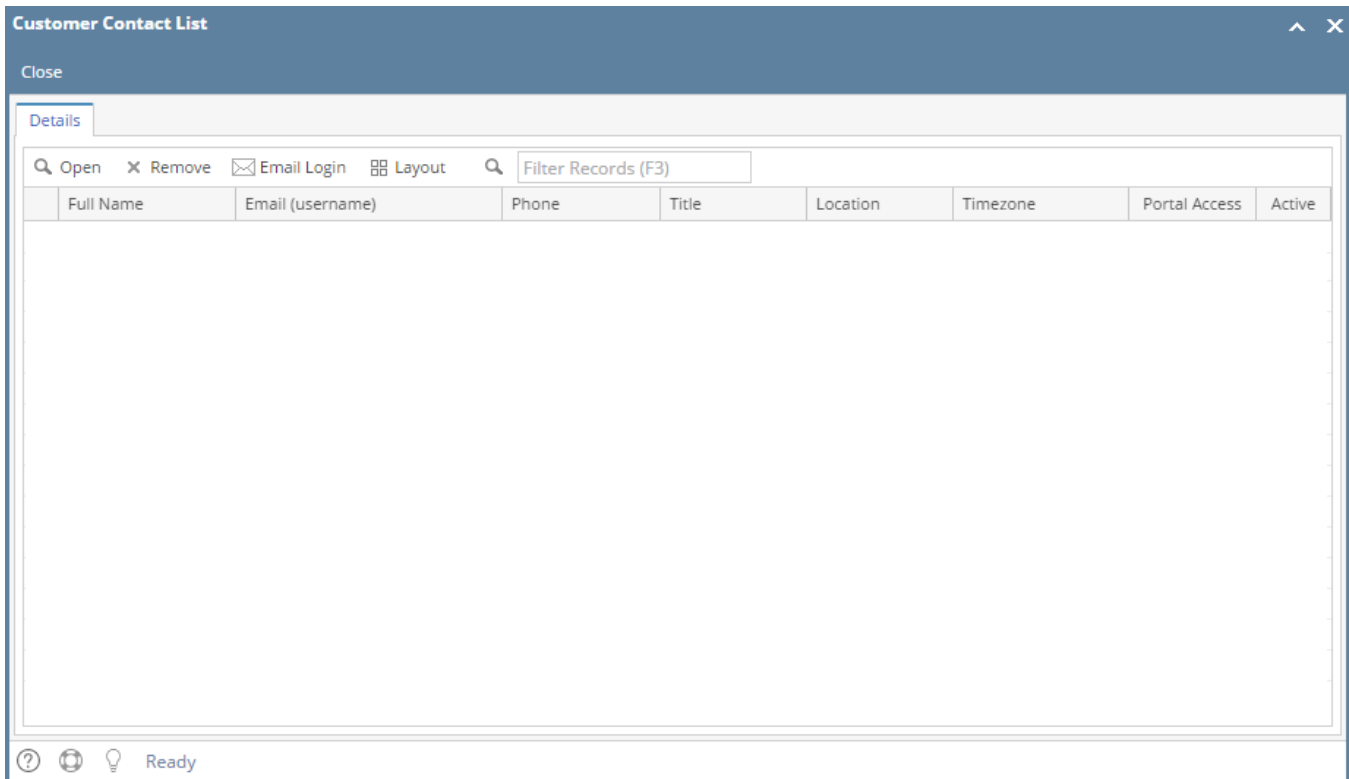 Customer Contact List
Close
Details
Open Remove Email Login Layout Filter Records (F3)
Full Name Email (username) Phone Title Location Timezone Portal Access Active
Ready